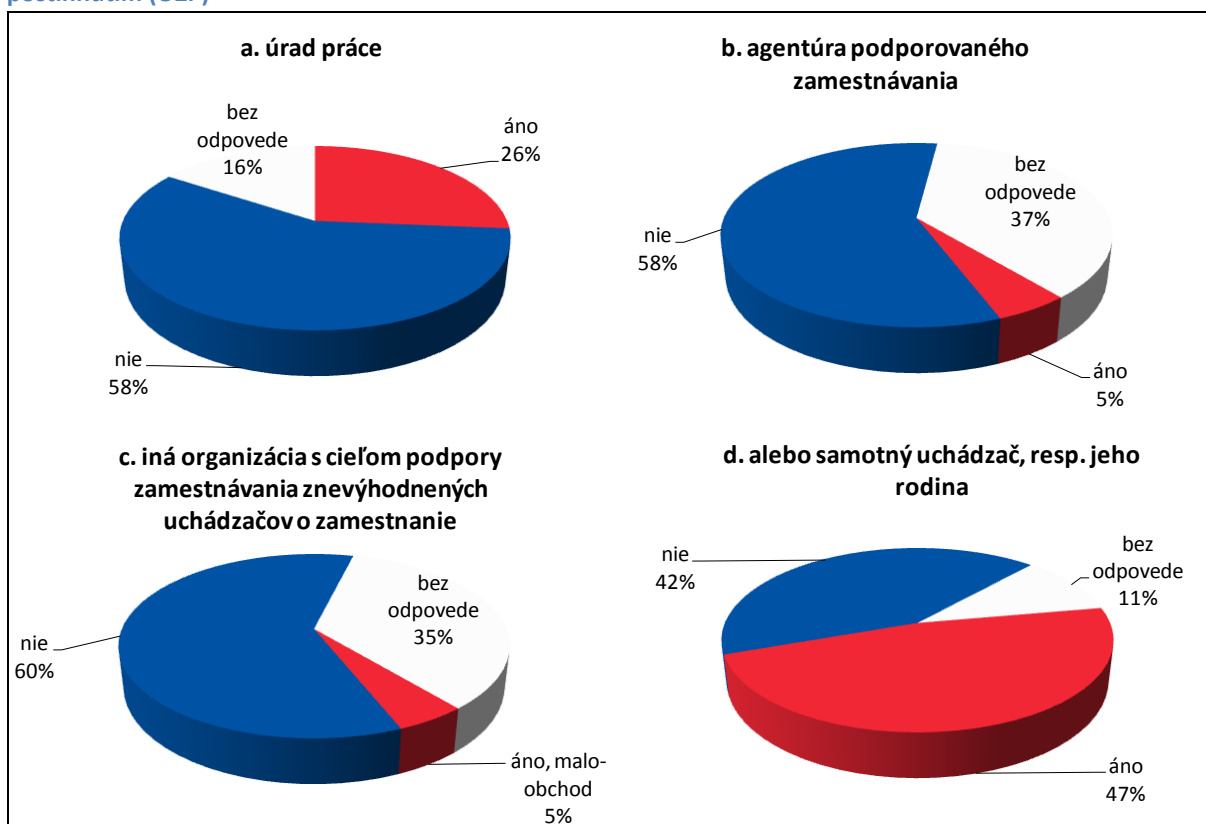 a. úrad práce
bez
odpovede
16%
áno
26%
nie
58%
b. agentúra podporovaného
zamestnávania
bez
odpovede
37%
nie
58%
áno
5%
c. iná organizácia s cieľom podpory
zamestnávania znevýhodnených
uchádzačov o zamestnanie
bez
odpovede
35%
nie
60%
áno, malo-
obchod
5%
d. alebo samotný uchádzač, resp. jeho
rodina
nie
42%
bez
odpovede
11%
áno
47%